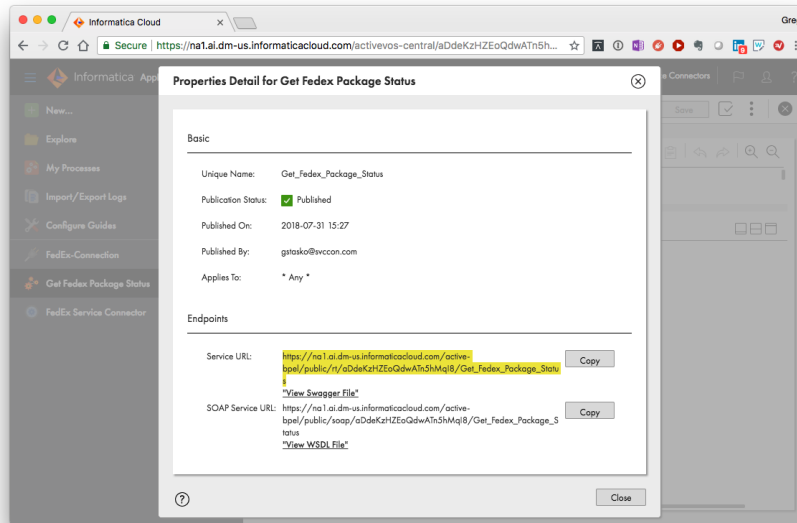 Informatica Cloud
Gre
Secure | https://na1.ai.dm-us.informaticacloud.com/activevos-central/aDdeKzHZEoQdwATn5h...
Informatica
e Connectors
Properties Detail for Get Fedex Package Status
New...
Explore
My Processes
Import/Export Logs
Configure Guides
FedEx-Connection
Get Fedex Package Status
FedEx Service Connector
Save
Basic
Unique Name: Get_Fedex_Package_Status
Publication Status: Published
Published On: 2018-07-31 15:27
Published By: gstasko@svccon.com
Applies To: * Any *
Endpoints
Service URL: https://na1.ai.dm-us.informaticacloud.com/active-
bpel/public/rt/aDdeKzHZEoQdwATn5hMqI8/Get_Fedex_Package_Statu
s
Copy
"View Swagger File"
SOAP Service URL: https://na1.ai.dm-us.informaticacloud.com/active-
bpel/public/soap/aDdeKzHZEoQdwATn5hMqI8/Get_Fedex_Package_S
tatus
Copy
"View WSDL File"
Close